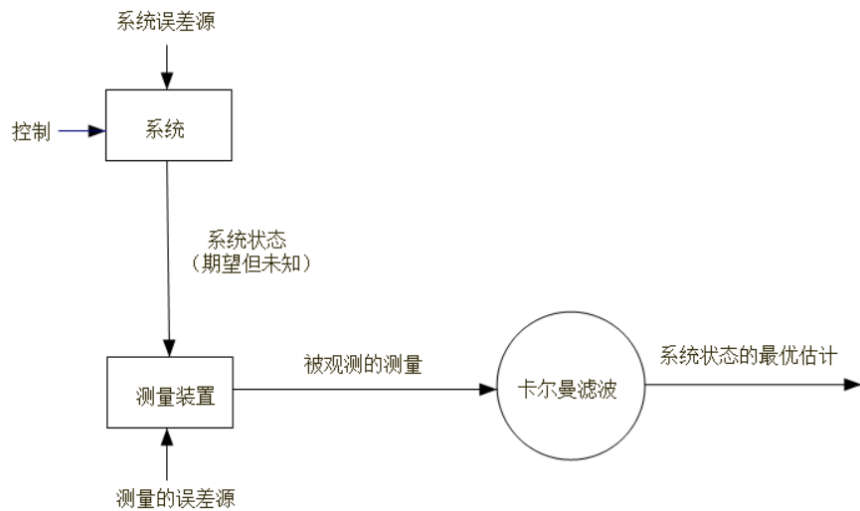 系统误差源
控制
系统
系统状态
（期望但未知）
被观测的测量
系统状态的最优估计
测量装置
卡尔曼滤波
测量的误差源